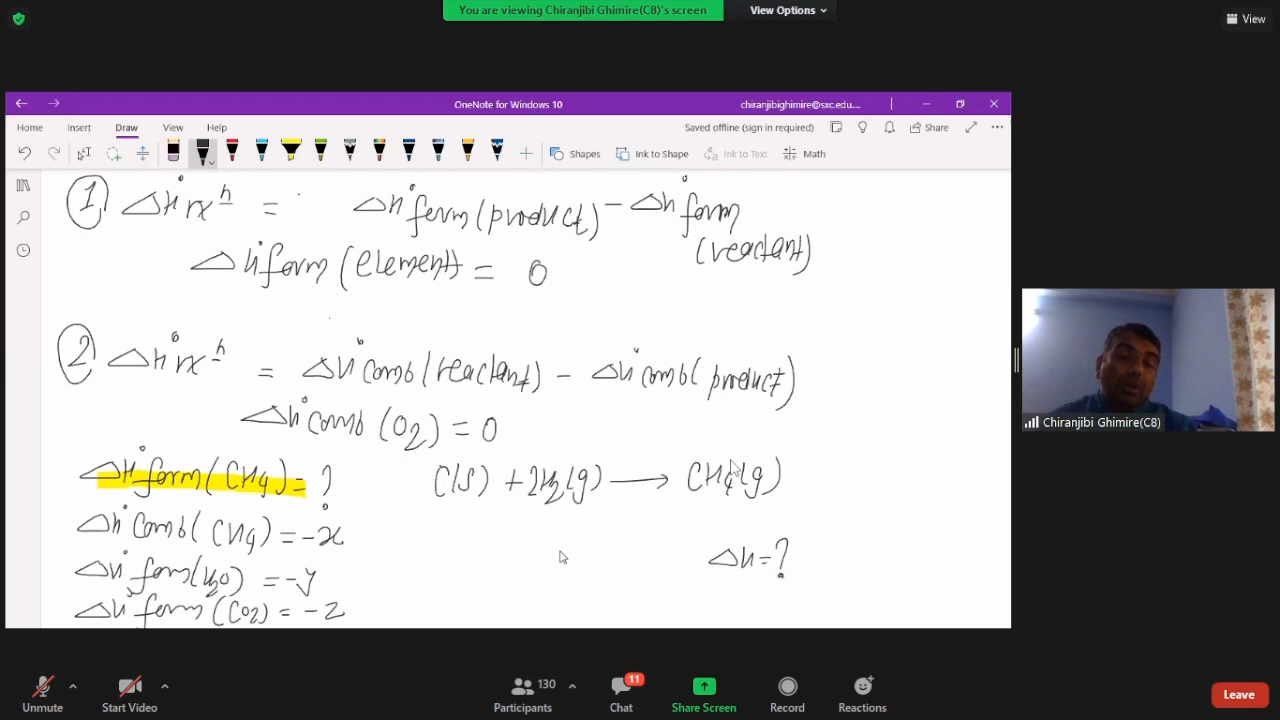 You are viewing Chiranjibi Ghimire(C8)'s screen
View Options
View
OneNote for Windows 10
chiranjibighimire@sxc.edu....
Home Insert Draw View Help
Saved offline (sign in required)
Share
Shapes
Ink to Shape
Ink to Text
Math
① ΔH°rxⁿ = ΔH°form(product) - ΔH°form
(reactant)
ΔHform(element = 0
② ΔH°rxⁿ = ΔH°comb(reactant) - ΔH°comb(product)
ΔH°comb(O2) = 0
ΔH°form(CH4) = ?
C(s) + 2H2(g) ⟶ CH4(g)
ΔH°comb(CH4) = -x
ΔH = ?
ΔH°form(H2O) = -y
ΔH°form(CO2) = -z
Chiranjibi Ghimire(C8)
Unmute
Start Video
130
Participants
11
Chat
Share Screen
Record
Reactions
Leave